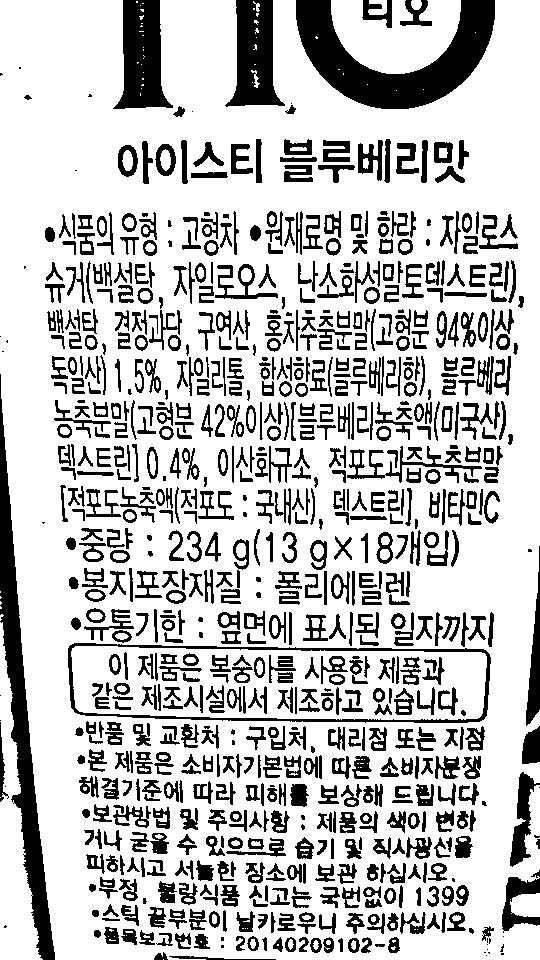 티오
아이스티 블루베리맛
•식품의 유형 : 고형차 •원재료명 및 함량 : 자일로스
슈거(백설탕, 자일로오스, 난소화성말토덱스트린),
백설탕, 결정과당, 구연산, 홍차추출분말(고형분 94%이상,
독일산) 1.5%, 자일리톨, 합성향료(블루베리향), 블루베리
농축분말(고형분 42%이상)[블루베리농축액(미국산),
덱스트린] 0.4%, 이산화규소, 적포도과즙농축분말
[적포도농축액(적포도 : 국내산), 덱스트린], 비타민C
•중량 : 234 g(13 g×18개입)
•봉지포장재질 : 폴리에틸렌
•유통기한 : 옆면에 표시된 일자까지
이 제품은 복숭아를 사용한 제품과
같은 제조시설에서 제조하고 있습니다.
•반품 및 교환처 : 구입처, 대리점 또는 지점
•본 제품은 소비자기본법에 따른 소비자분쟁
해결기준에 따라 피해를 보상해 드립니다.
•보관방법 및 주의사항 : 제품의 색이 변하
거나 굳을 수 있으므로 습기 및 직사광선을
피하시고 서늘한 장소에 보관 하십시오.
•부정, 불량식품 신고는 국번없이 1399
•스틱 끝부분이 날카로우니 주의하십시오.
•품목보고번호 : 20140209102-8